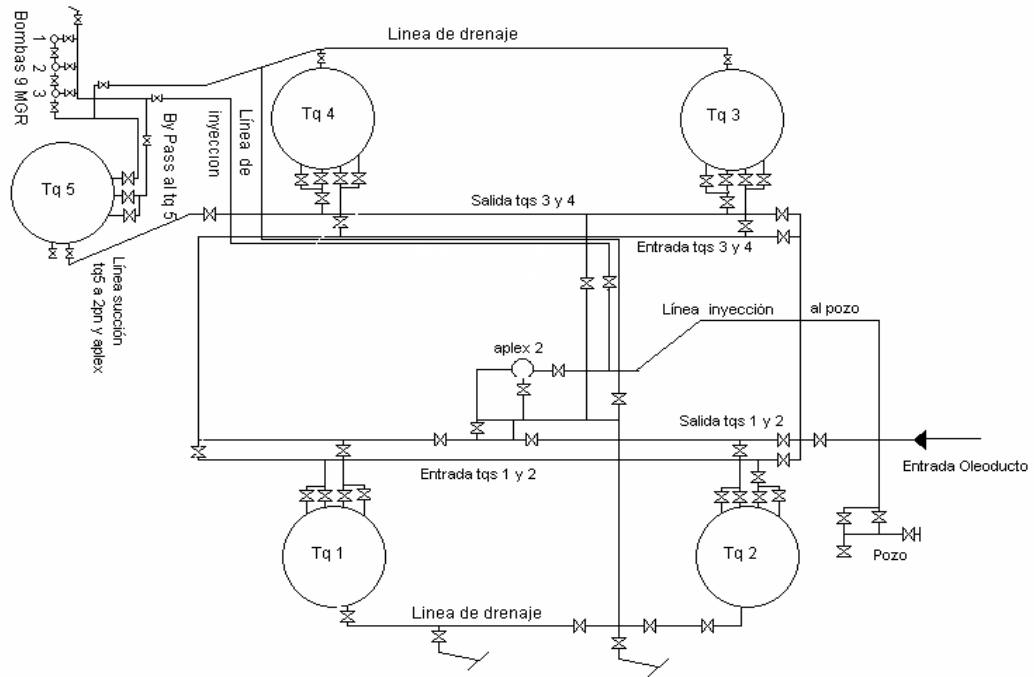 Bombas 9 MGR
1
2
3
Linea de drenaje
Tq 4
Tq 3
Tq 5
By Pass al tq 5
Línea de
inyeccion
Salida tqs 3 y 4
Entrada tqs 3 y 4
Línea succión
tq5 a 2pn y aplex
Línea inyección al pozo
aplex 2
Salida tqs 1 y 2
Entrada Oleoducto
Entrada tqs 1 y 2
Tq 1
Tq 2
Pozo
Linea de drenaje